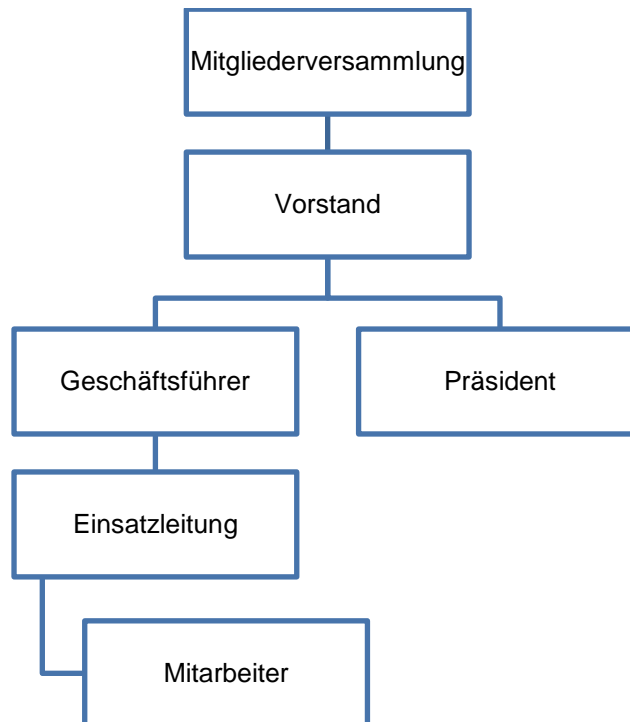 Mitgliederversammlung
Vorstand
Geschäftsführer
Präsident
Einsatzleitung
Mitarbeiter